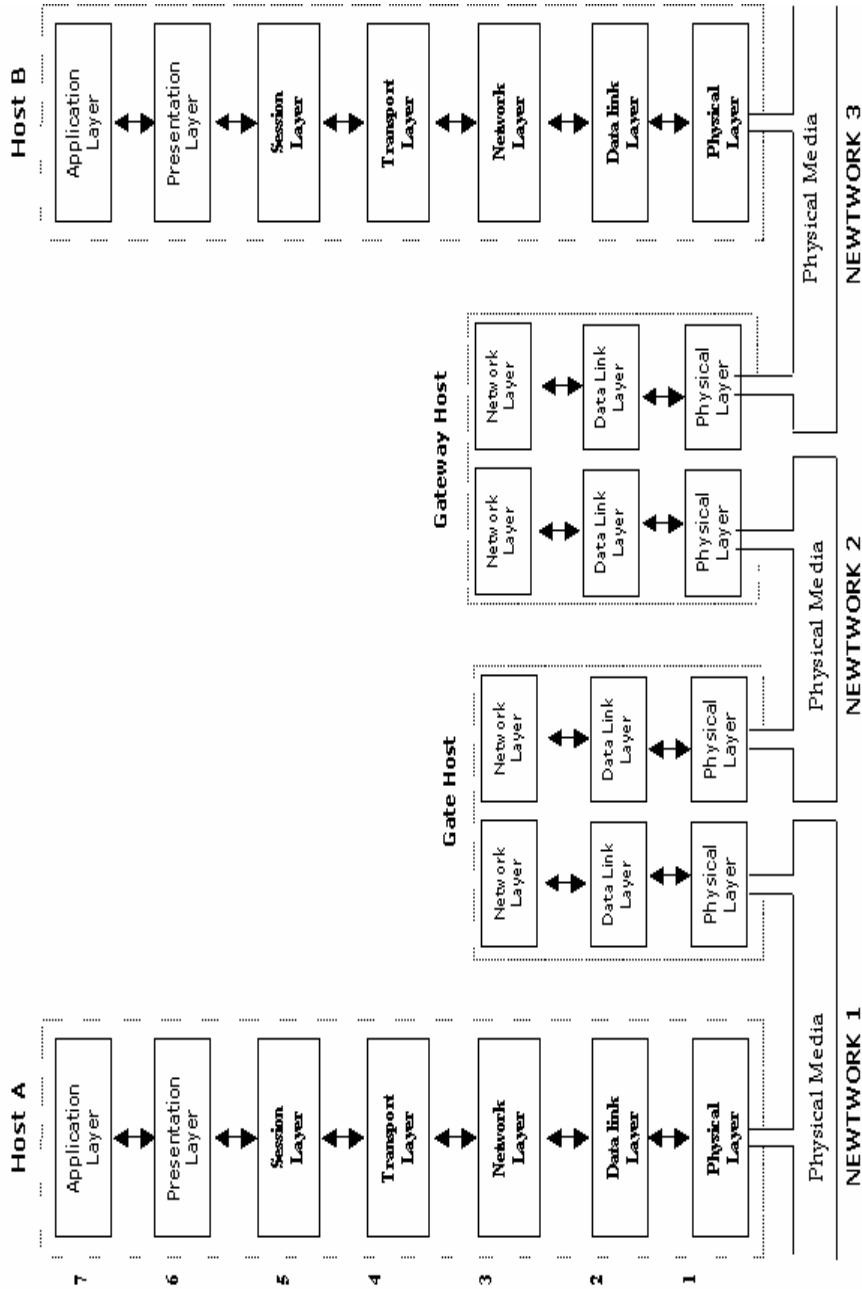 Host A
Host B
7
Application
Layer
Application
Layer
6
Presentation
Layer
Presentation
Layer
5
Session
Layer
Session
Layer
4
Transport
Layer
Transport
Layer
Gate Host
Gateway Host
3
Network
Layer
Network
Layer
Network
Layer
Network
Layer
Network
Layer
Network
Layer
2
Data link
Layer
Data Link
Layer
Data Link
Layer
Data Link
Layer
Data Link
Layer
Data link
Layer
1
Physical
Layer
Physical
Layer
Physical
Layer
Physical
Layer
Physical
Layer
Physical
Layer
Physical Media
Physical Media
Physical Media
NEWTWORK 1
NEWTWORK 2
NEWTWORK 3